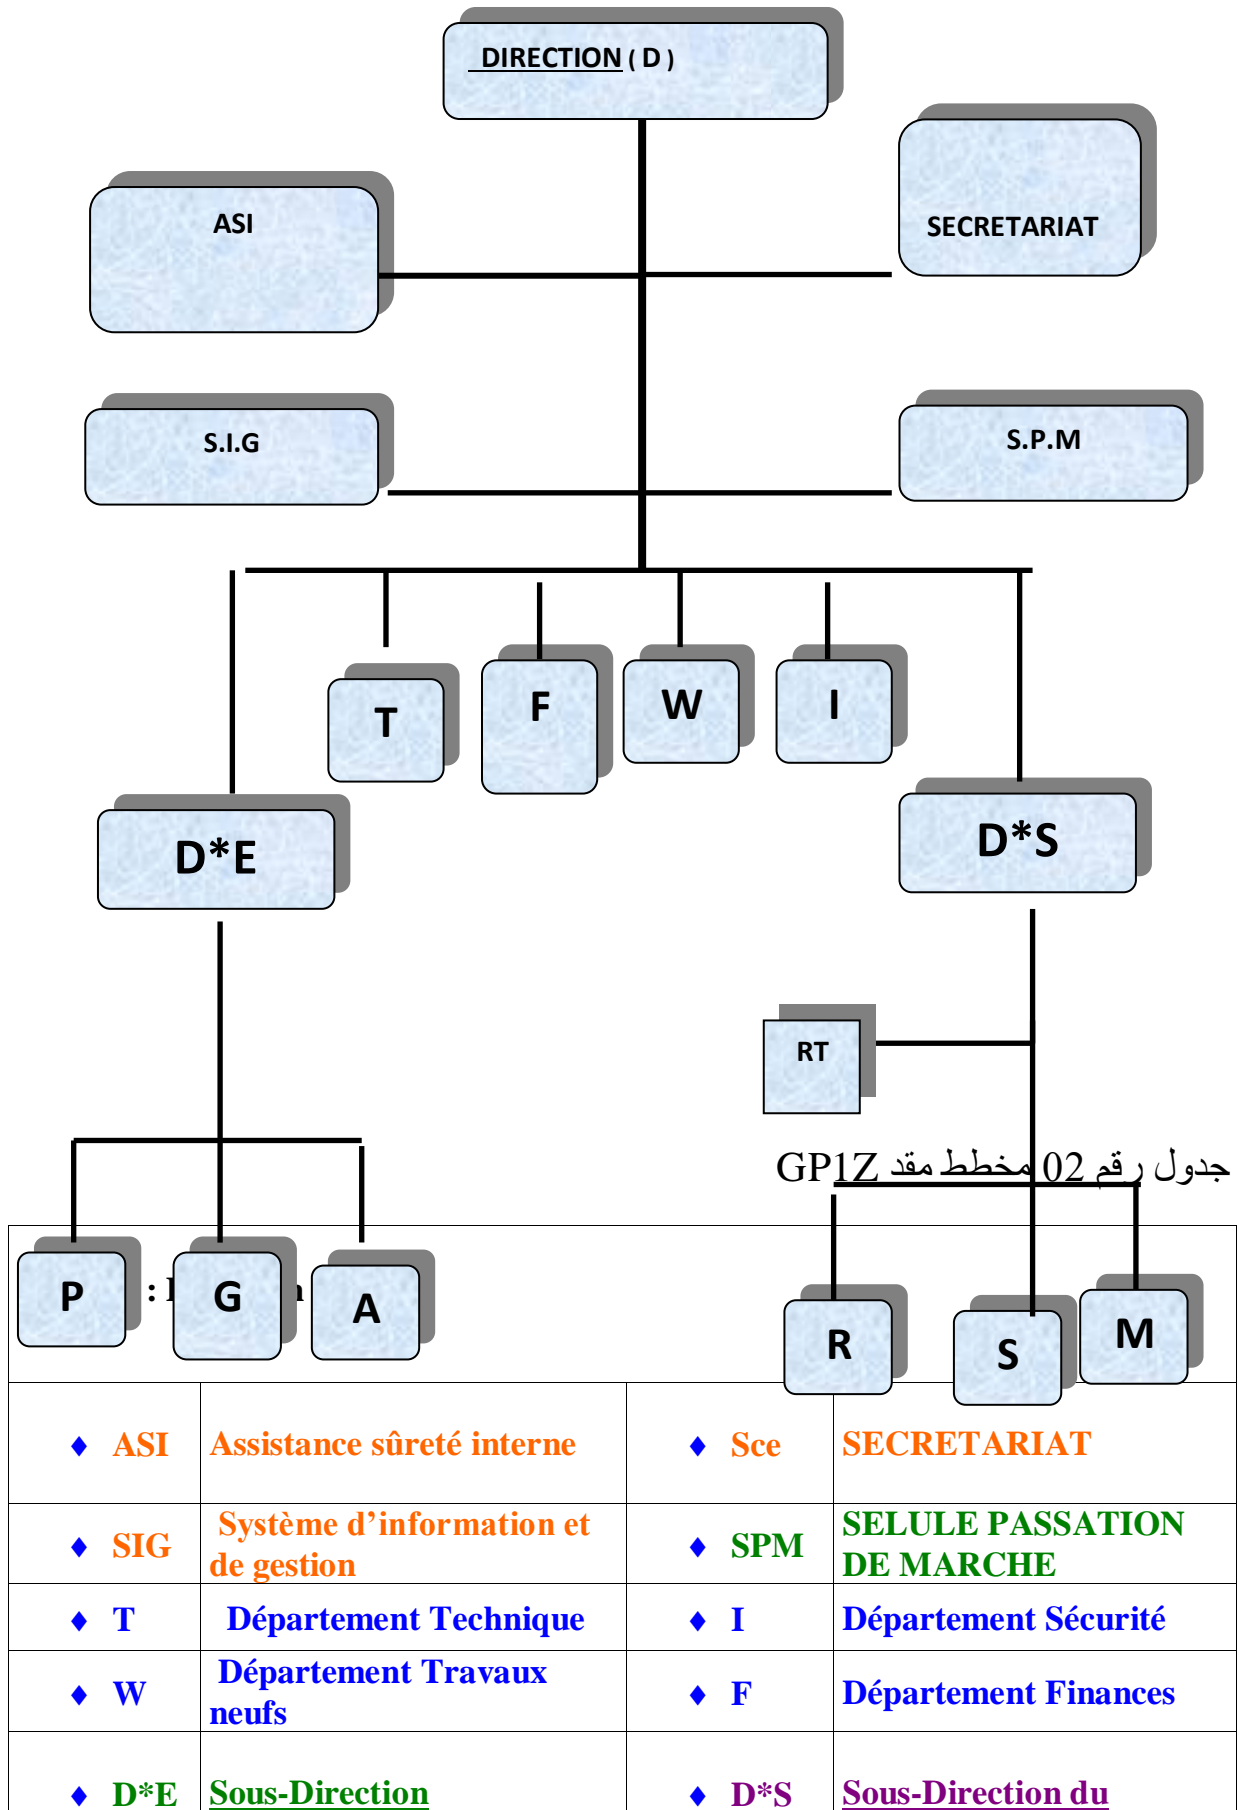 DIRECTION ( D )
ASI
SECRETARIAT
S.I.G
S.P.M
T
F
W
I
D*E
D*S
RT
جدول رقم 02 مخطط مقد GP1Z
P
:
G
A
R
S
M
♦ ASI Assistance sûreté interne ♦ Sce SECRETARIAT
♦ SIG Système d’information et de gestion ♦ SPM SELULE PASSATION DE MARCHE
♦ T Département Technique ♦ I Département Sécurité
♦ W Département Travaux neufs ♦ F Département Finances
♦ D*E Sous-Direction ♦ D*S Sous-Direction du